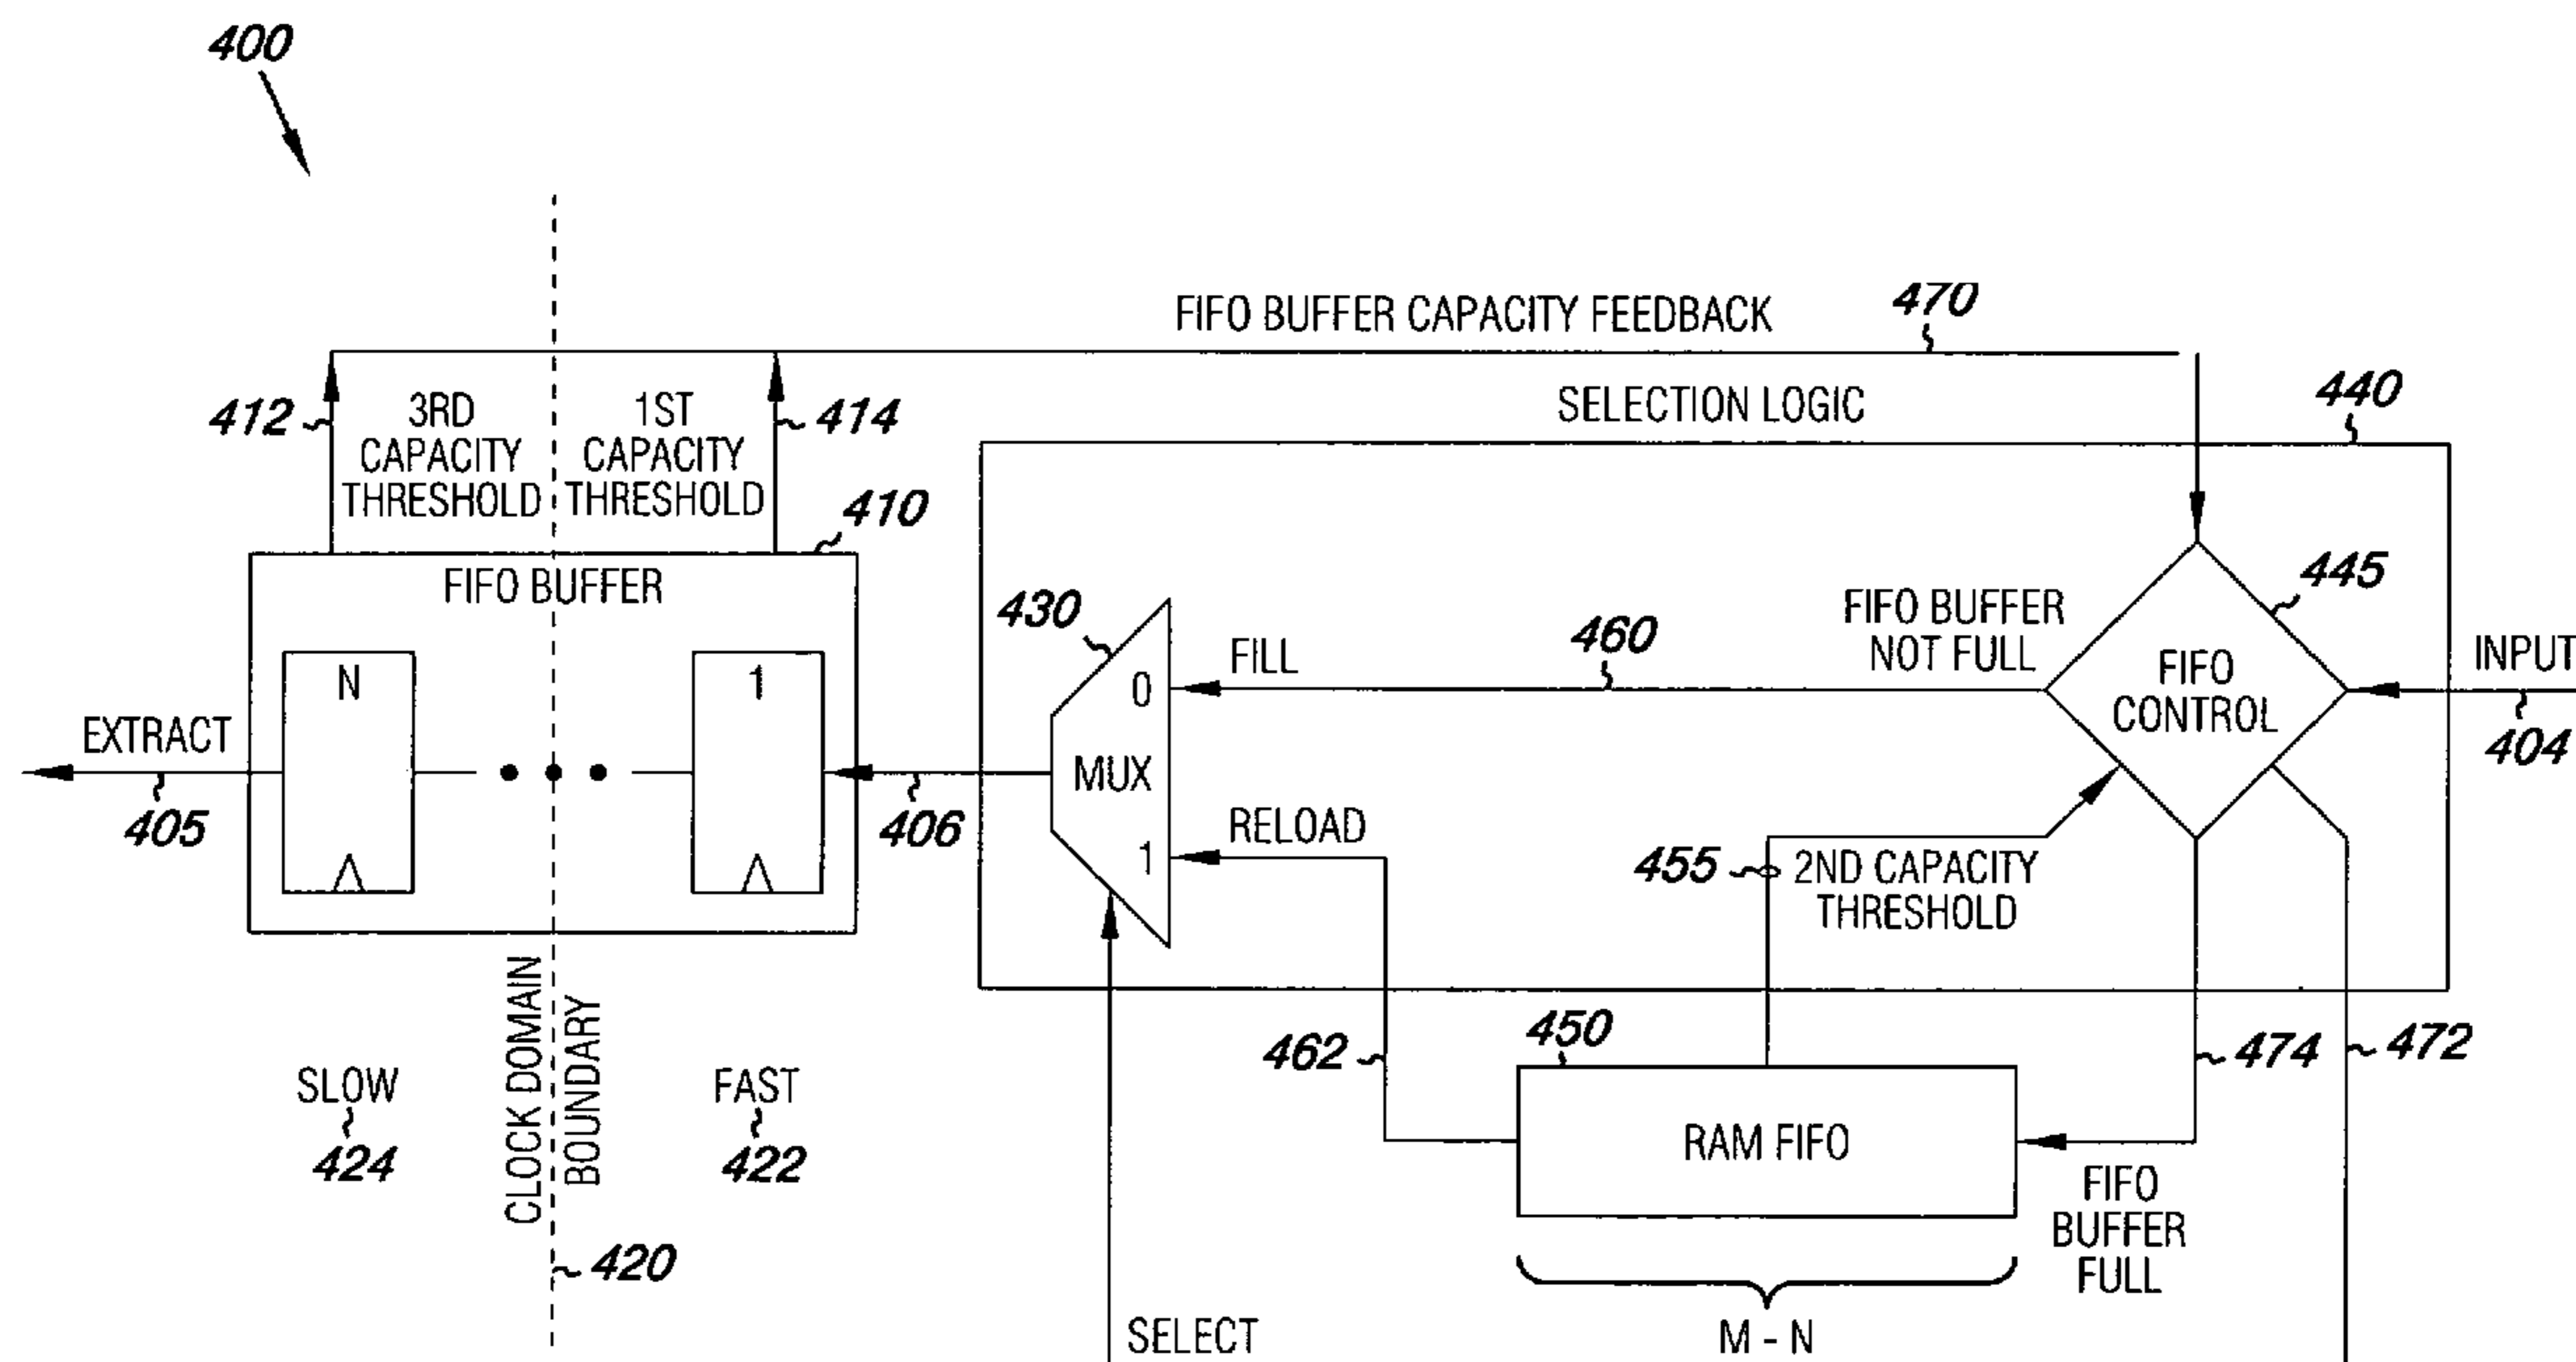 400
FIFO BUFFER CAPACITY FEEDBACK
470
412
3RD
CAPACITY
THRESHOLD
1ST
CAPACITY
THRESHOLD
414
SELECTION LOGIC
440
410
FIFO BUFFER
N
1
EXTRACT
405
406
430
0
MUX
1
FILL
460
FIFO BUFFER
NOT FULL
445
FIFO
CONTROL
INPUT
404
RELOAD
455
2ND CAPACITY
THRESHOLD
462
450
474
472
RAM FIFO
SLOW
424
CLOCK DOMAIN
BOUNDARY
FAST
422
420
FIFO
BUFFER
FULL
SELECT
M - N